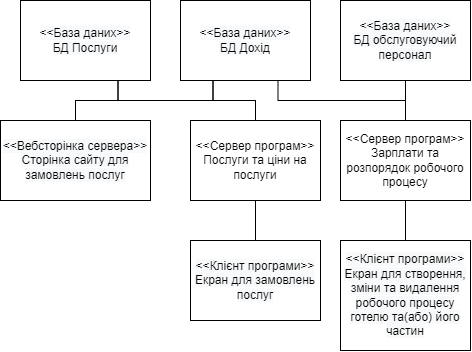 <<База даних>>
БД Послуги
<<База даних>>
БД Дохід
<<База даних>>
БД обслуговуючий
персонал
<<Вебсторінка сервера>>
Сторінка сайту для
замовлень послуг
<<Сервер програм>>
Послуги та ціни на
послуги
<<Сервер програм>>
Зарплати та
розпорядок робочого
процесу
<<Клієнт програми>>
Екран для замовлень
послуг
<<Клієнт програми>>
Екран для створення,
зміни та видалення
робочого процесу
готелю та(або) його
частин